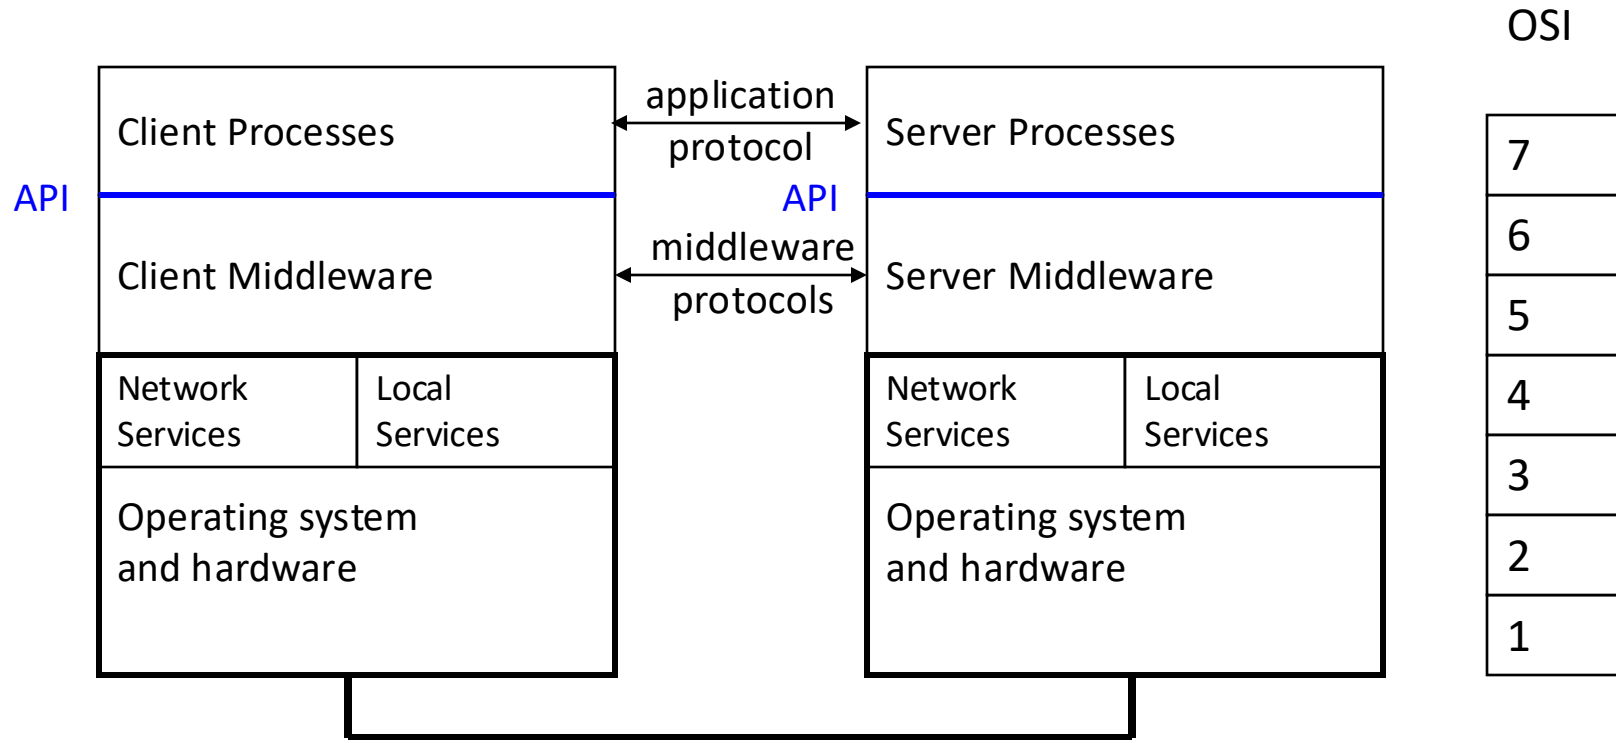 OSI
application
Client Processes
protocol
Server Processes
7
API
API
6
middleware
Client Middleware
protocols
Server Middleware
5
Network
Services
Local
Services
Network
Services
Local
Services
4
3
Operating system
and hardware
Operating system
and hardware
2
1